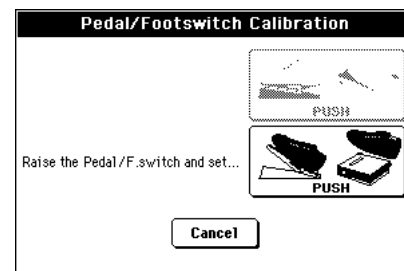 Pedal/Footswitch Calibration
PUSH
Raise the Pedal/F.switch and set...
PUSH
Cancel